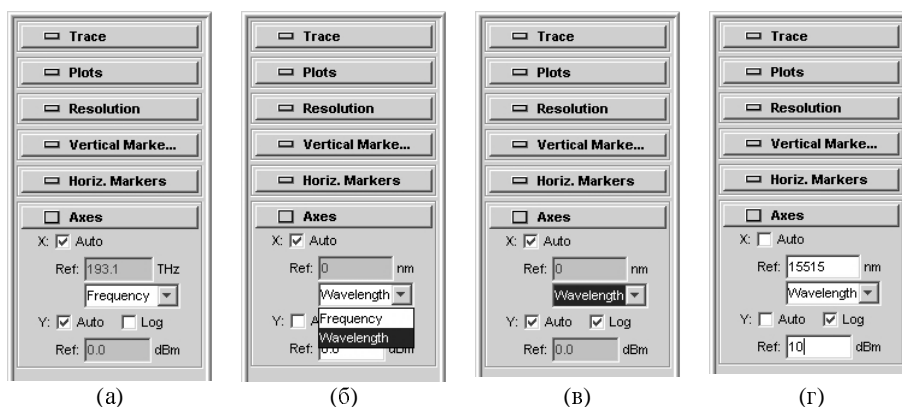 Trace
Plots
Resolution
Vertical Marke...
Horiz. Markers
Axes
X: Auto
Ref: 193.1 THz
Frequency
Y: Auto Log
Ref: 0.0 dBm
(а)
Trace
Plots
Resolution
Vertical Marke...
Horiz. Markers
Axes
X: Auto
Ref: 0 nm
Wavelength
Frequency
Y: A
Wavelength
Ref: dBm
(б)
Trace
Plots
Resolution
Vertical Marke...
Horiz. Markers
Axes
X: Auto
Ref: 0 nm
Wavelength
Y: Auto Log
Ref: 0.0 dBm
(в)
Trace
Plots
Resolution
Vertical Marke...
Horiz. Markers
Axes
X: Auto
Ref: 15515 nm
Wavelength
Y: Auto Log
Ref: 10 dBm
(г)